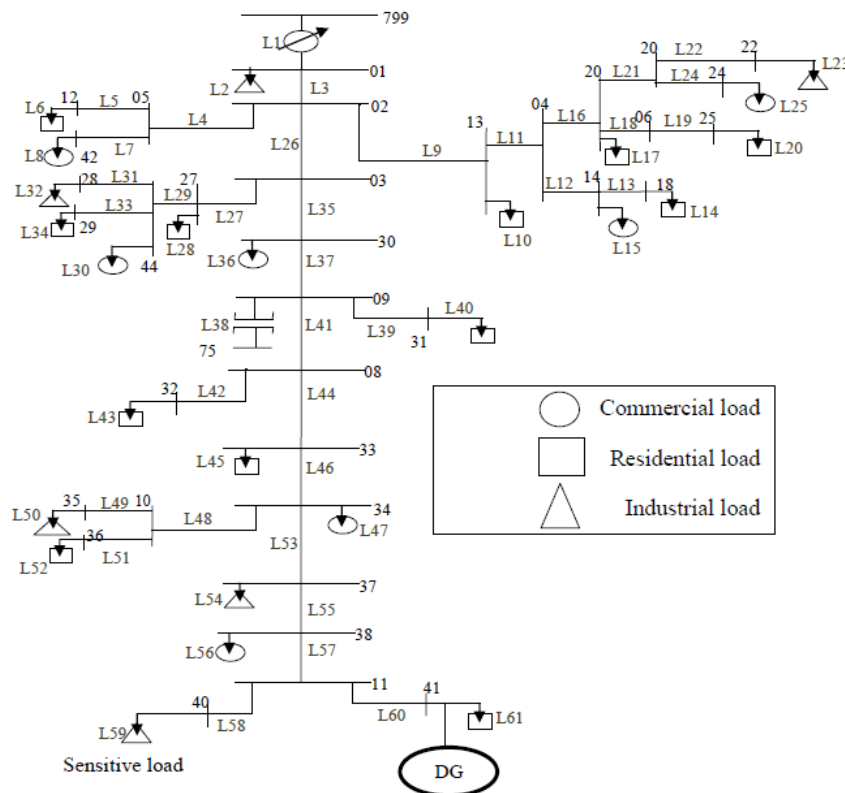 799
L1
01
L2 L3
02
20 L22 22
L23
20 L21 L24 24
L25
12 L5 05
L6
L4
L7
L8 42
L26
13 04
L9 L11 L16
L18 06 L19 25
L17 L20
L12 14 L13 18
L10 L15 L14
L32 28 L31 27 03
L29 L27 L35
L33
L34 29 L28
L30 44
30
L36 L37
09
L38 L41 L40
L39
75 31
08
32 L42 L44
L43
33
L45 L46
35 L49 10
L50 L48 34
36 L47
L52 L51 L53
37
L54 L55
38
L56 L57
11 41
40 L60 L61
L59 L58
Sensitive load
DG
Commercial load
Residential load
Industrial load